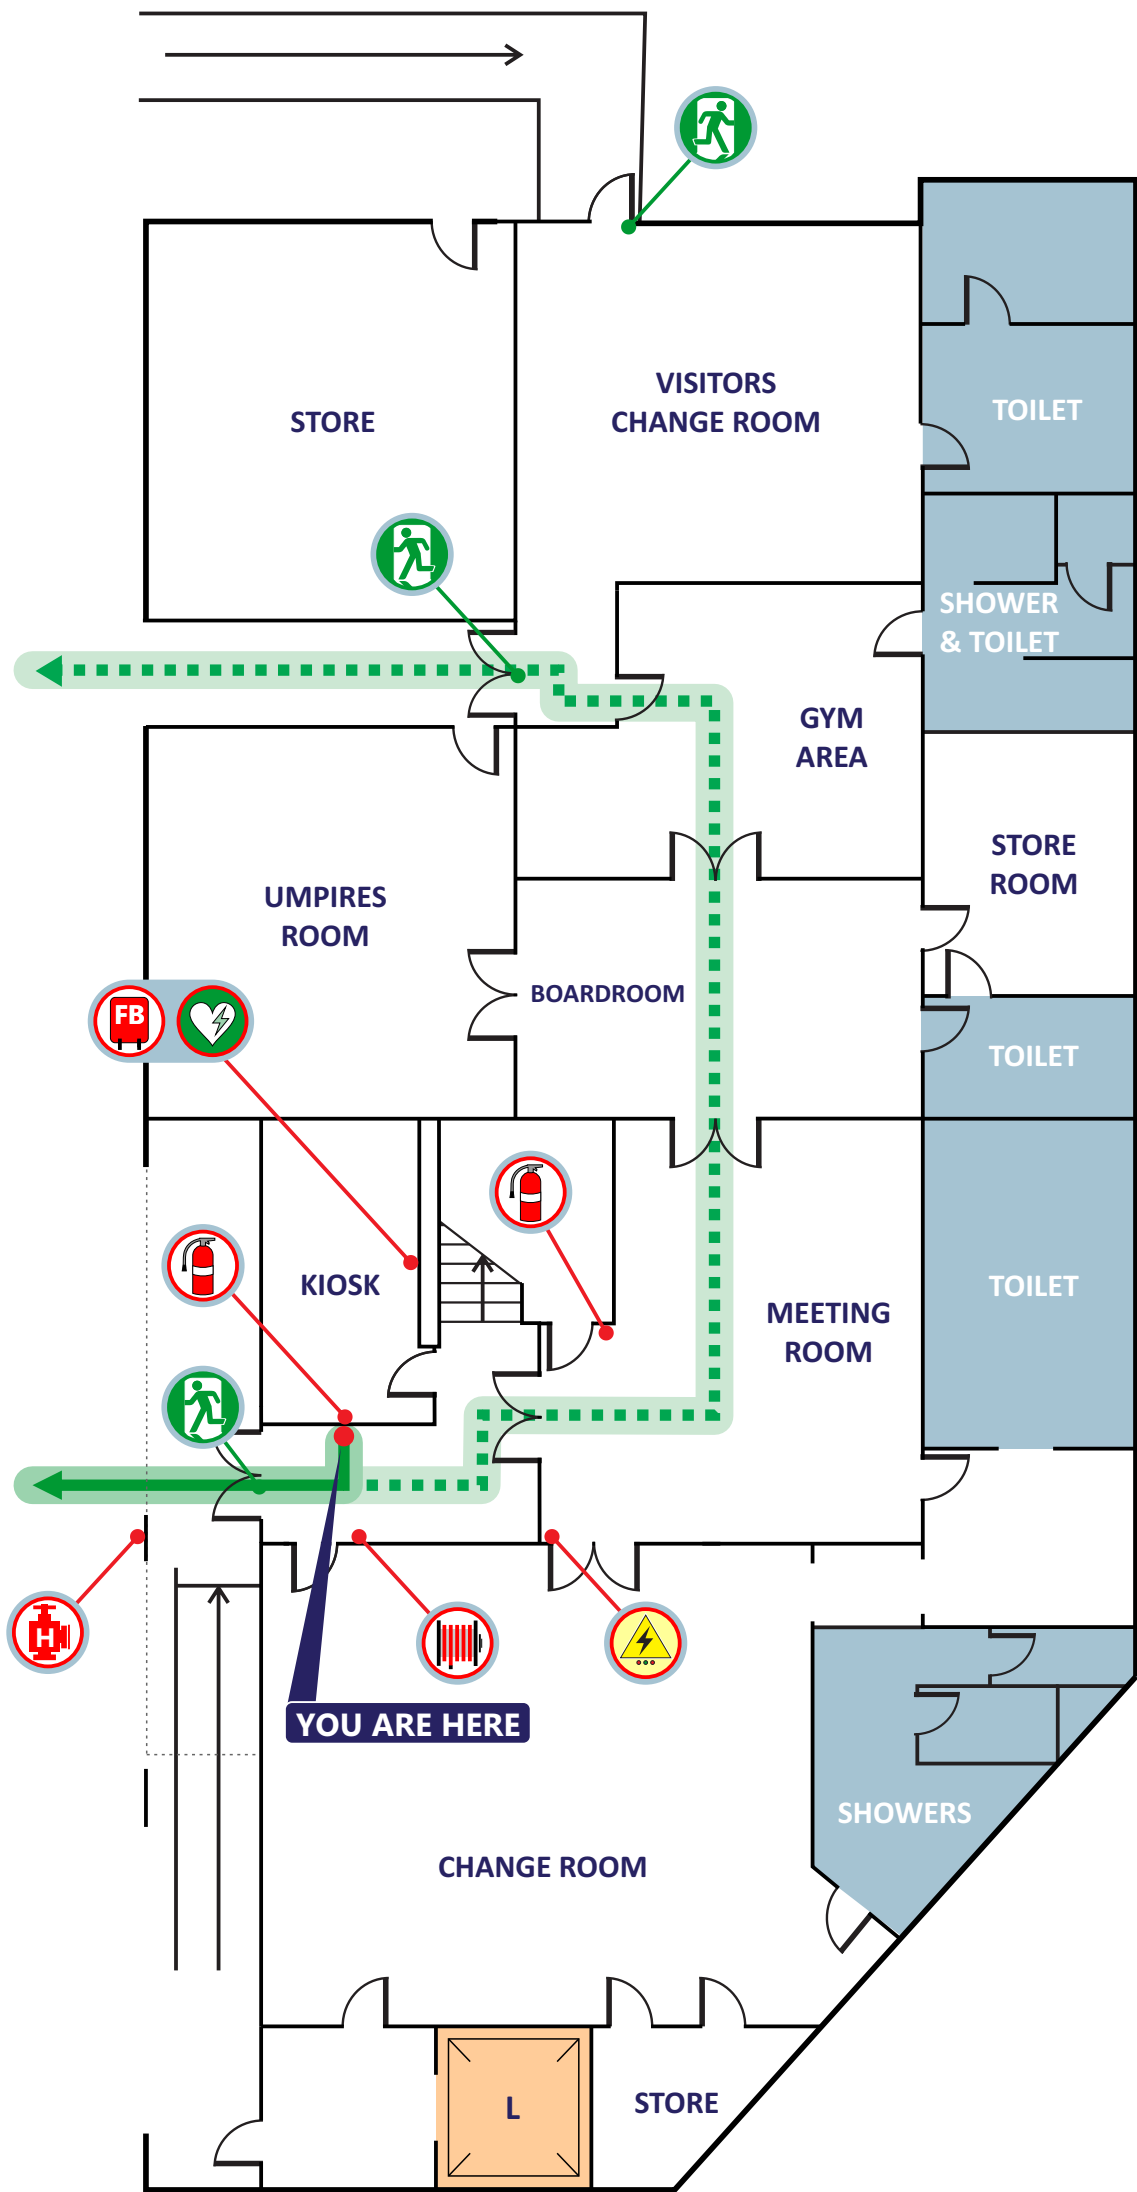 VISITORS
CHANGE ROOM
STORE
TOILET
SHOWER
& TOILET
GYM
AREA
STORE
ROOM
UMPIRES
ROOM
BOARDROOM
FB
TOILET
KIOSK
MEETING
ROOM
TOILET
H
YOU ARE HERE
SHOWERS
CHANGE ROOM
L
STORE